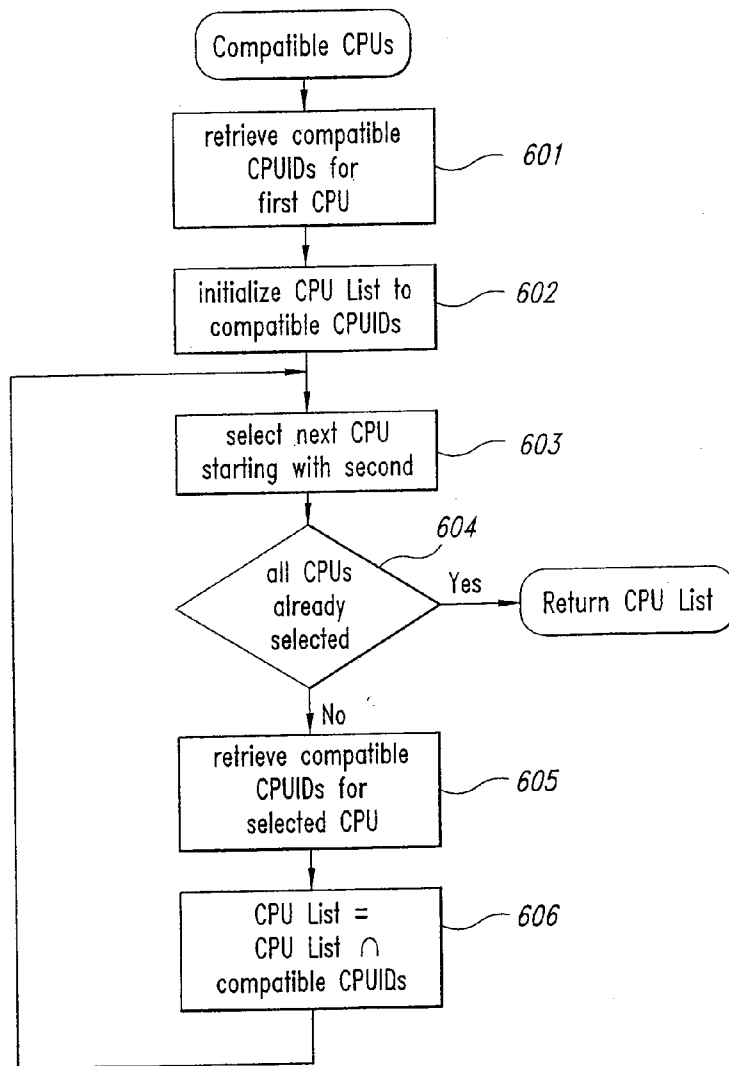 Compatible CPUs
retrieve compatible
CPUIDs for
first CPU
601
initialize CPU List to
compatible CPUIDs
602
select next CPU
starting with second
603
604
all CPUs
already
selected
Yes
Return CPU List
No
retrieve compatible
CPUIDs for
selected CPU
605
CPU List =
CPU List ∩
compatible CPUIDs
606